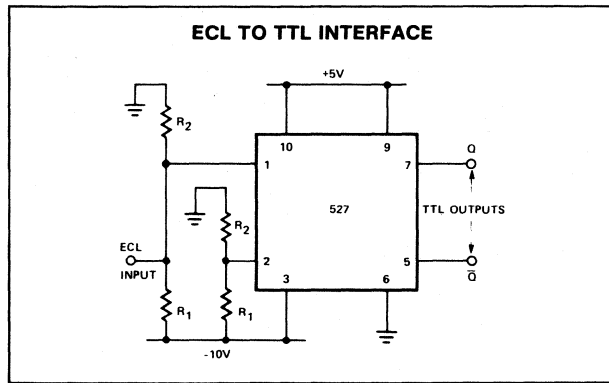 ECL TO TTL INTERFACE
+5V
R2
10
9
1
7
Q
R2
527
TTL OUTPUTS
ECL
INPUT
2
5
Q̅
R1
R1
3
6
-10V